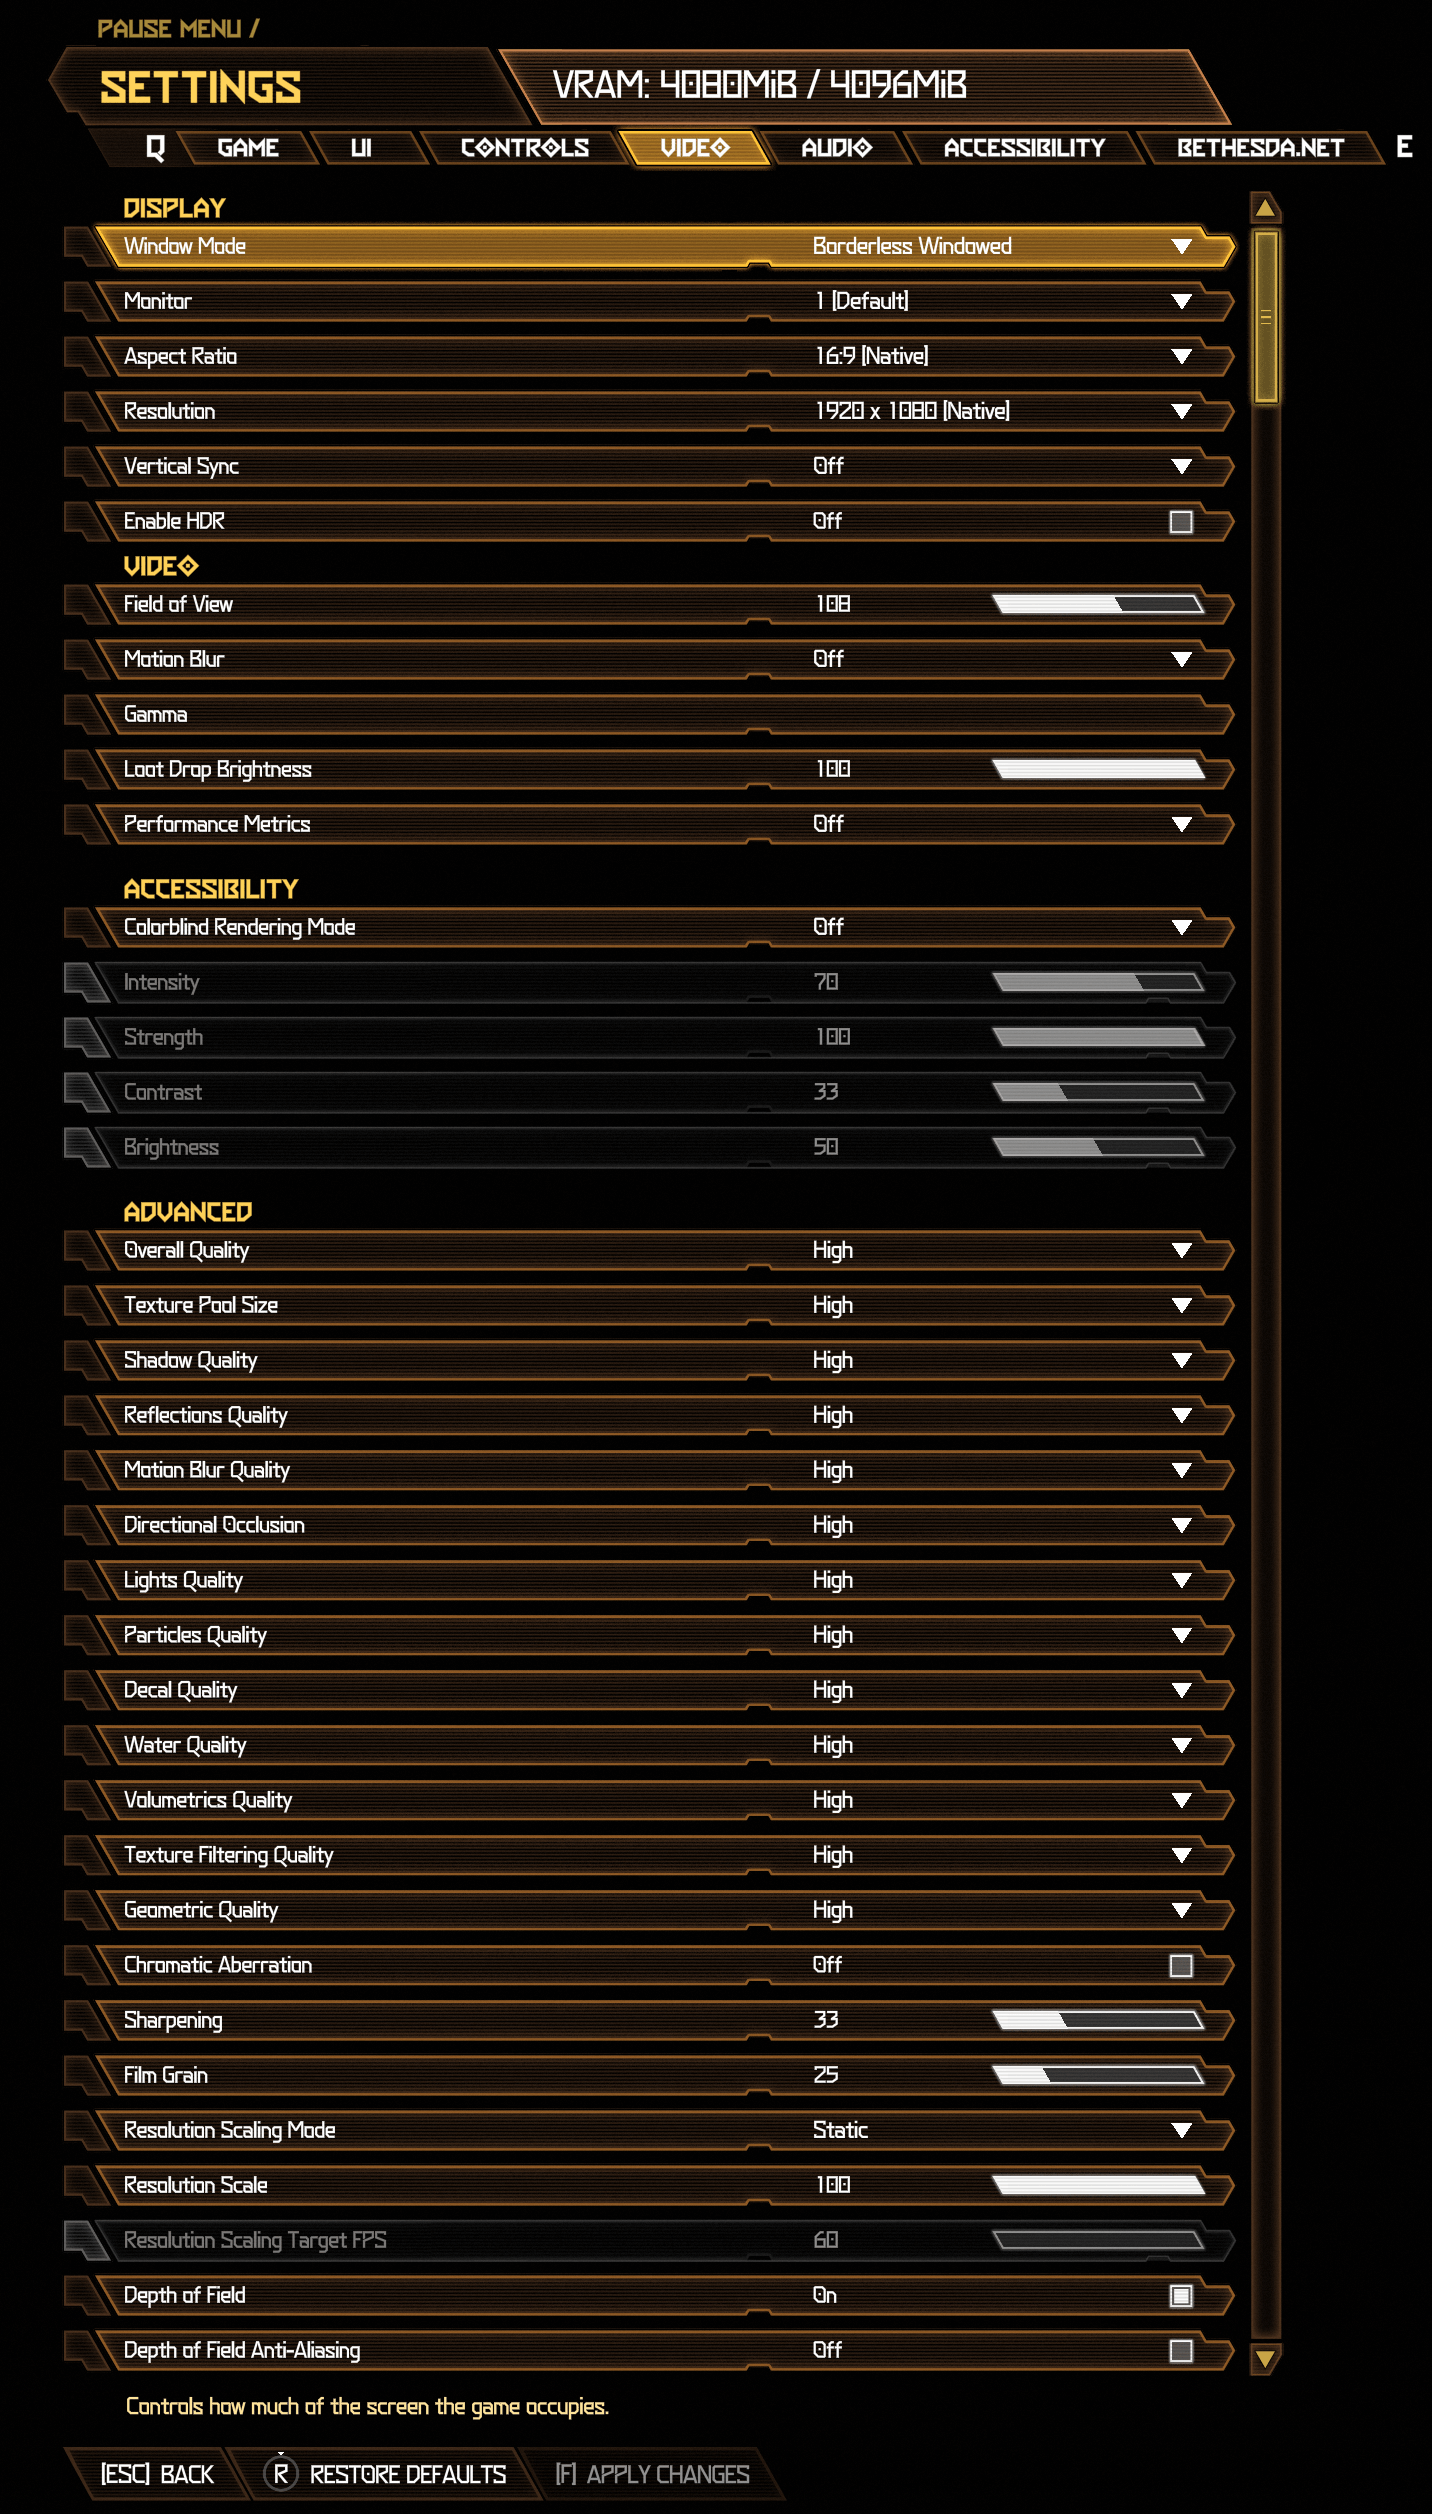 PAUSE MENU /
SETTINGS
VRAM: 4080MiB / 4096MiB
Q GAME UI CONTROLS VIDEO AUDIO ACCESSIBILITY BETHESDA.NET E
DISPLAY
Window Mode Borderless Windowed
Monitor 1 [Default]
Aspect Ratio 16:9 [Native]
Resolution 1920 x 1080 [Native]
Vertical Sync Off
Enable HDR Off
VIDEO
Field of View 108
Motion Blur Off
Gamma
Loot Drop Brightness 100
Performance Metrics Off
ACCESSIBILITY
Colorblind Rendering Mode Off
Intensity 70
Strength 100
Contrast 33
Brightness 50
ADVANCED
Overall Quality High
Texture Pool Size High
Shadow Quality High
Reflections Quality High
Motion Blur Quality High
Directional Occlusion High
Lights Quality High
Particles Quality High
Decal Quality High
Water Quality High
Volumetrics Quality High
Texture Filtering Quality High
Geometric Quality High
Chromatic Aberration Off
Sharpening 33
Film Grain 25
Resolution Scaling Mode Static
Resolution Scale 100
Resolution Scaling Target FPS 60
Depth of Field On
Depth of Field Anti-Aliasing Off
Controls how much of the screen the game occupies.
[ESC] BACK R RESTORE DEFAULTS [F] APPLY CHANGES